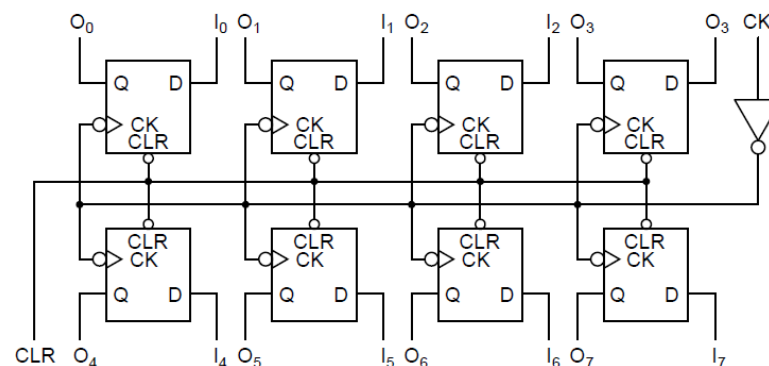 O0 I0 O1 I1 O2 I2 O3 O3 CK
Q D Q D Q D Q D
CK CK CK CK
CLR CLR CLR CLR
CLR CLR CLR CLR
CK CK CK CK
Q D Q D Q D Q D
CLR O4 I4 O5 I5 O6 I6 O7 I7